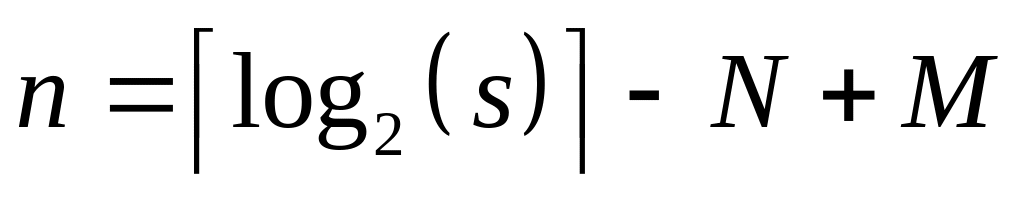 n = ⌈log₂(s)⌉ - N + M